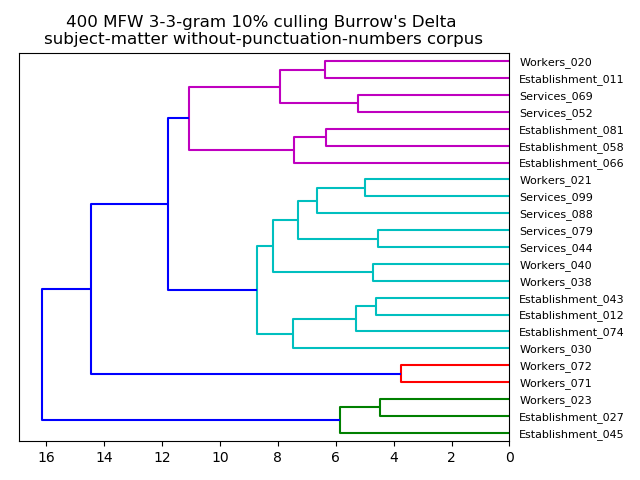 400 MFW 3-3-gram 10% culling Burrow's Delta
subject-matter without-punctuation-numbers corpus
Workers_020
Establishment_011
Services_069
Services_052
Establishment_081
Establishment_058
Establishment_066
Workers_021
Services_099
Services_088
Services_079
Services_044
Workers_040
Workers_038
Establishment_043
Establishment_012
Establishment_074
Workers_030
Workers_072
Workers_071
Workers_023
Establishment_027
Establishment_045
16 14 12 10 8 6 4 2 0